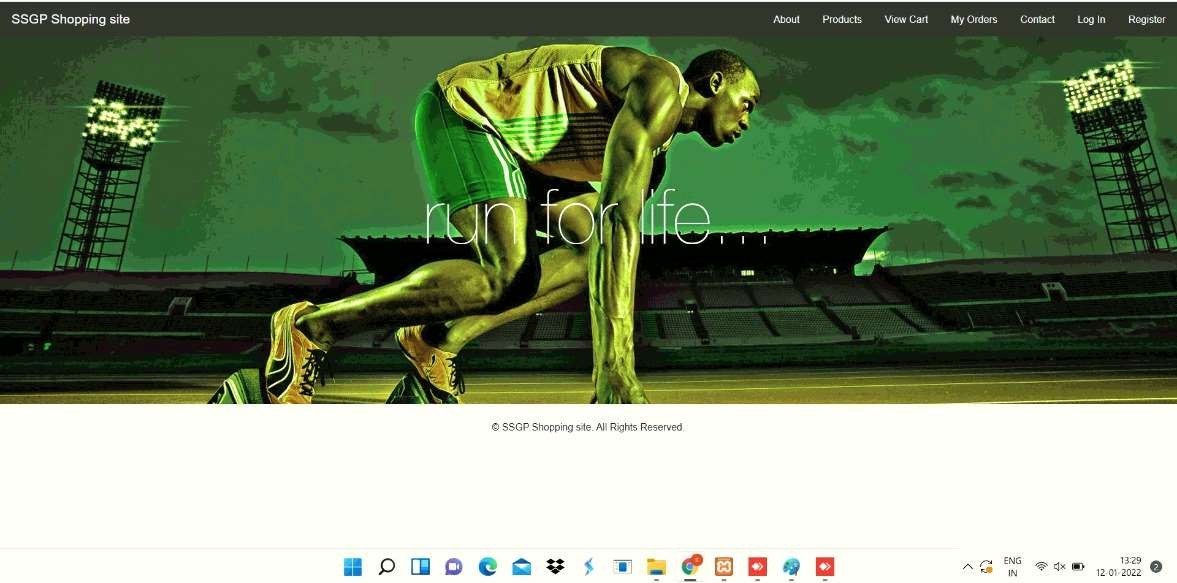 SSGP Shopping site
About Products View Cart My Orders Contact Log In Register
run for life...
© SSGP Shopping site. All Rights Reserved.
ENG 13:29
IN 12-01-2022 2